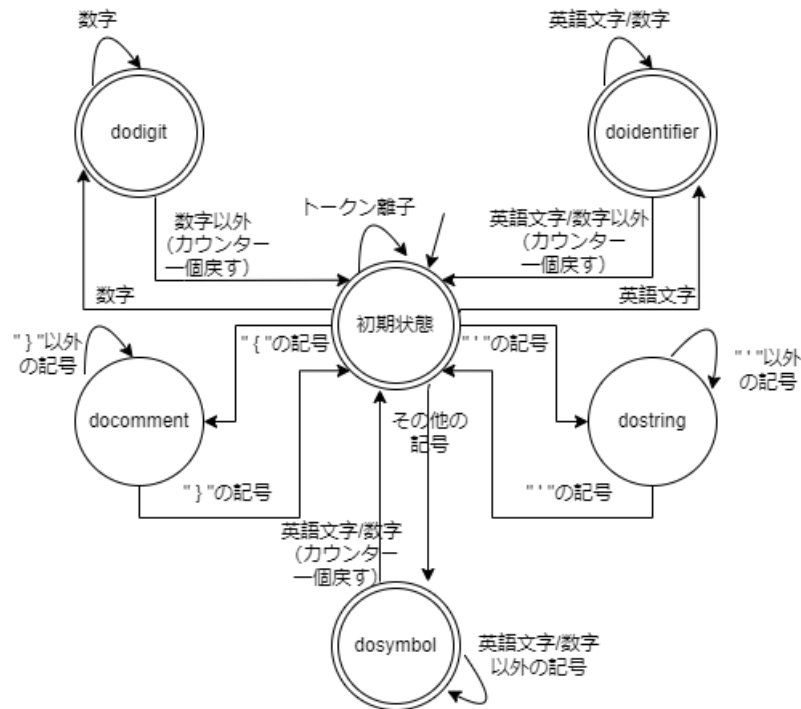 数字
英語文字/数字
dodigit
doidentifier
トークン離子
数字以外
（カウンター
一個戻す）
英語文字/数字以外
（カウンター
一個戻す）
数字
英語文字
初期状態
" } "以外
の記号
" { "の記号
" ' "の記号
" ' "以外
の記号
docomment
その他の
記号
dostring
" } "の記号
" ' "の記号
英語文字/数字
（カウンター
一個戻す）
dosymbol
英語文字/数字
以外の記号